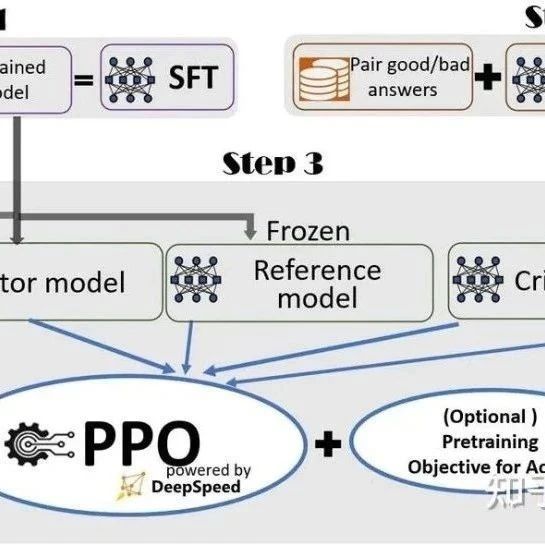 1
St
ained
odel
=
SFT
Pair good/bad
answers
+
Step 3
Frozen
tor model
Reference
model
Cri
PPO
powered by
DeepSpeed
+
(Optional )
Pretraining
Objective for Ac
知乎